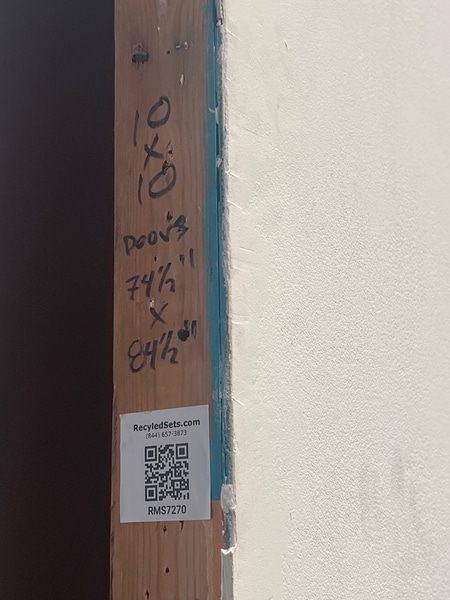 10
X
10
DOORS
74½"
X
84½"
RecyledSets.com
(844) 657-3873
RMS7270